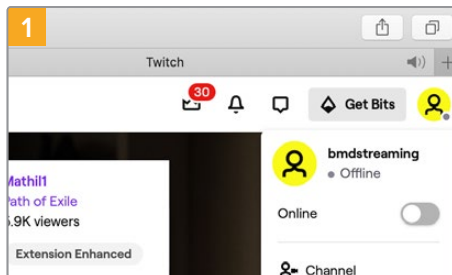 1
Twitch
30
Get Bits
bmdstreaming
Offline
Online
Channel
Mathil1
Path of Exile
5.9K viewers
Extension Enhanced